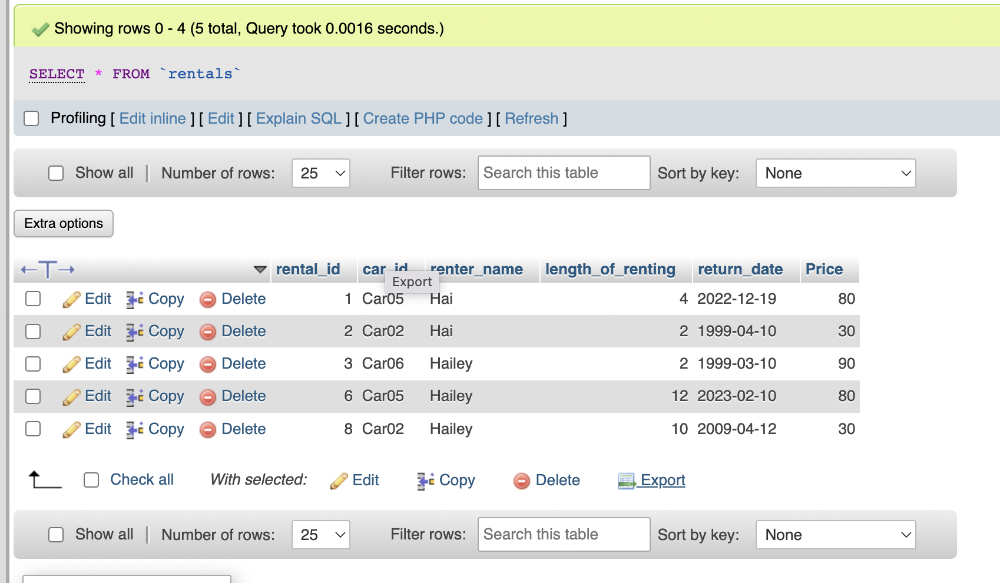 Showing rows 0 - 4 (5 total, Query took 0.0016 seconds.)
SELECT * FROM `rentals`
Profiling [ Edit inline ] [ Edit ] [ Explain SQL ] [ Create PHP code ] [ Refresh ]
Show all | Number of rows: 25 Filter rows: Search this table Sort by key: None
Extra options
rental_id car_id renter_name length_of_renting return_date Price
Export
Edit Copy Delete 1 Car05 Hai 4 2022-12-19 80
Edit Copy Delete 2 Car02 Hai 2 1999-04-10 30
Edit Copy Delete 3 Car06 Hailey 2 1999-03-10 90
Edit Copy Delete 6 Car05 Hailey 12 2023-02-10 80
Edit Copy Delete 8 Car02 Hailey 10 2009-04-12 30
Check all With selected: Edit Copy Delete Export
Show all | Number of rows: 25 Filter rows: Search this table Sort by key: None